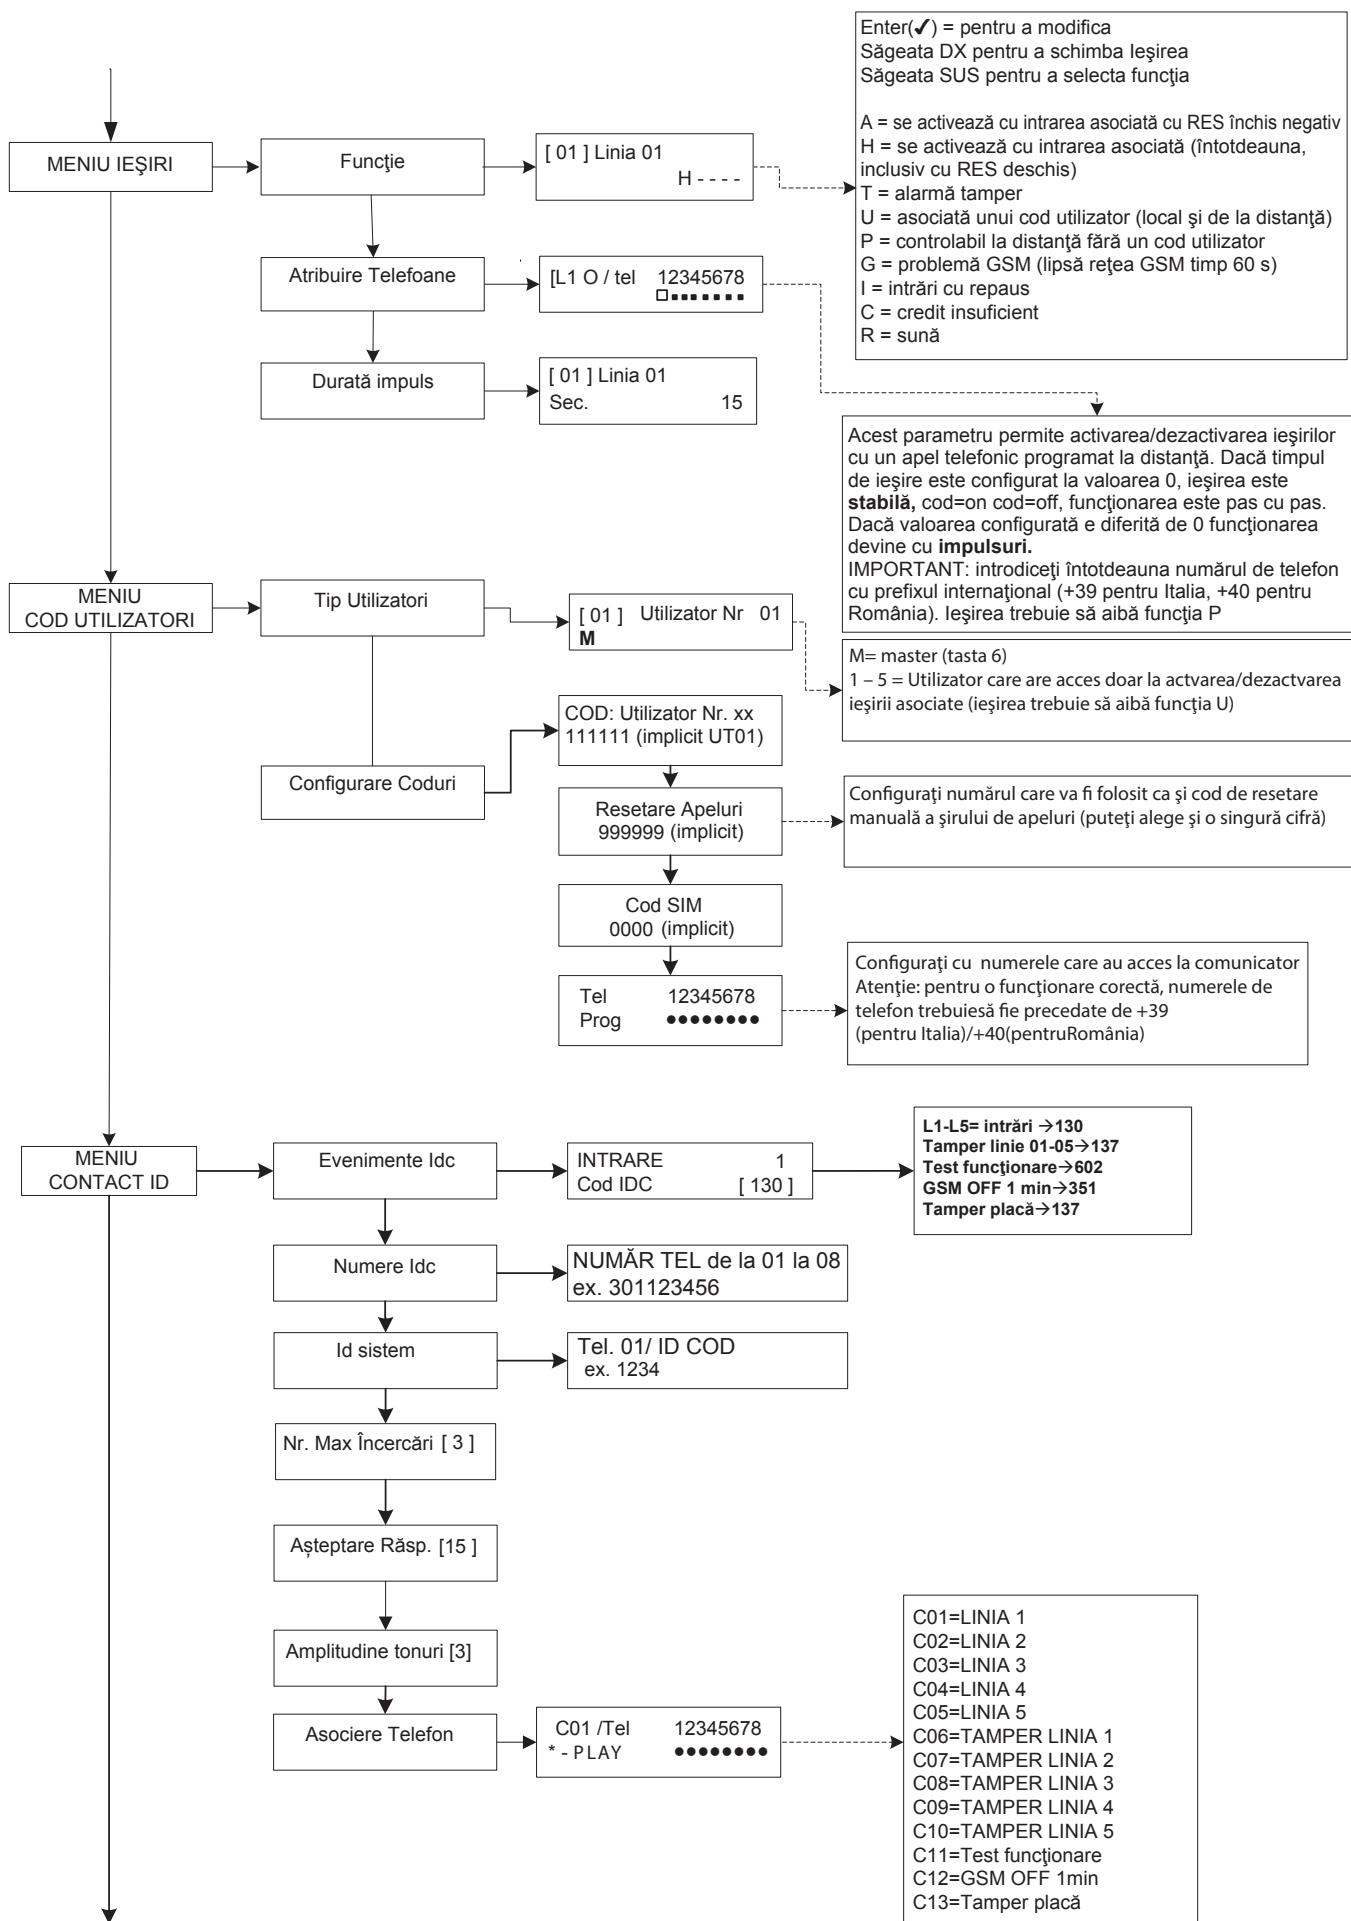 Enter(✓) = pentru a modifica
Săgeata DX pentru a schimba Ieşirea
Săgeata SUS pentru a selecta funcţia
A = se activează cu intrarea asociată cu RES închis negativ
H = se activează cu intrarea asociată (întotdeauna,
inclusiv cu RES deschis)
T = alarmă tamper
U = asociată unui cod utilizator (local şi de la distanţă)
P = controlabil la distanţă fără un cod utilizator
G = problemă GSM (lipsă reţea GSM timp 60 s)
I = intrări cu repaus
C = credit insuficient
R = sună
MENIU IEŞIRI
Funcţie
[ 01 ] Linia 01
H - - - -
Atribuire Telefoane
[L1 O / tel 12345678
Durată impuls
[ 01 ] Linia 01
Sec. 15
Acest parametru permite activarea/dezactivarea ieşirilor
cu un apel telefonic programat la distanţă. Dacă timpul
de ieşire este configurat la valoarea 0, ieşirea este
stabilă, cod=on cod=off, funcţionarea este pas cu pas.
Dacă valoarea configurată e diferită de 0 funcţionarea
devine cu impulsuri.
IMPORTANT: introdiceţi întotdeauna numărul de telefon
cu prefixul internaţional (+39 pentru Italia, +40 pentru
România). Ieşirea trebuie să aibă funcţia P
MENIU
COD UTILIZATORI
Tip Utilizatori
[ 01 ] Utilizator Nr 01
M
M= master (tasta 6)
1 – 5 = Utilizator care are acces doar la actvarea/dezactvarea
ieşirii asociate (ieşirea trebuie să aibă funcţia U)
Configurare Coduri
COD: Utilizator Nr. xx
111111 (implicit UT01)
Resetare Apeluri
999999 (implicit)
Configuraţi numărul care va fi folosit ca şi cod de resetare
manuală a şirului de apeluri (puteţi alege şi o singură cifră)
Cod SIM
0000 (implicit)
Tel 12345678
Prog ●●●●●●●●
Configuraţi cu numerele care au acces la comunicator
Atenţie: pentru o funcţionare corectă, numerele de
telefon trebuiesă fie precedate de +39
(pentru Italia)/+40(pentruRomânia)
MENIU
CONTACT ID
Evenimente Idc
INTRARE 1
Cod IDC [ 130 ]
L1-L5= intrări →130
Tamper linie 01-05→137
Test funcţionare→602
GSM OFF 1 min→351
Tamper placă→137
Numere Idc
NUMĂR TEL de la 01 la 08
ex. 301123456
Id sistem
Tel. 01/ ID COD
ex. 1234
Nr. Max Încercări [ 3 ]
Așteptare Răsp. [15 ]
Amplitudine tonuri [3]
Asociere Telefon
C01 /Tel 12345678
* - PLAY ●●●●●●●●
C01=LINIA 1
C02=LINIA 2
C03=LINIA 3
C04=LINIA 4
C05=LINIA 5
C06=TAMPER LINIA 1
C07=TAMPER LINIA 2
C08=TAMPER LINIA 3
C09=TAMPER LINIA 4
C10=TAMPER LINIA 5
C11=Test funcţionare
C12=GSM OFF 1min
C13=Tamper placă